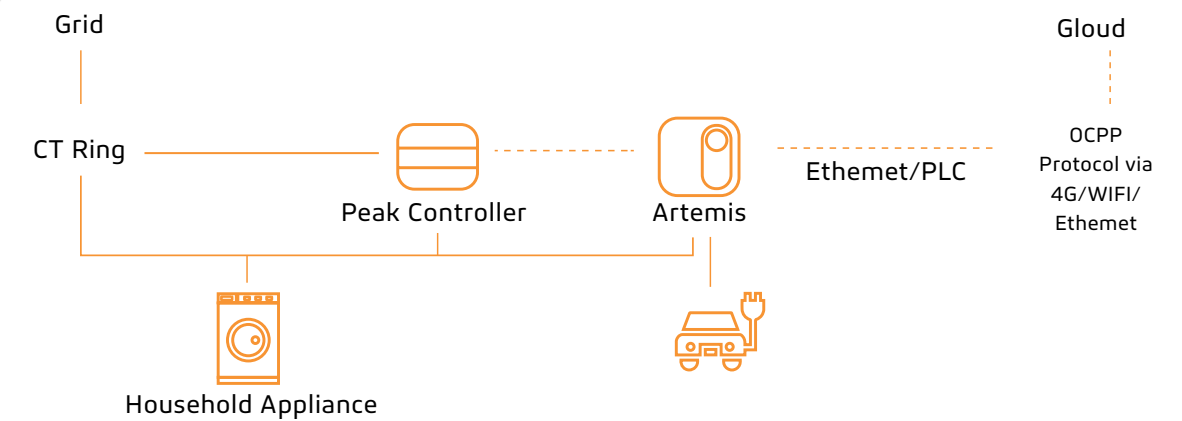 Grid
Gloud
CT Ring
OCPP
Protocol via
4G/WIFI/
Ethemet
Ethemet/PLC
Peak Controller
Artemis
Household Appliance